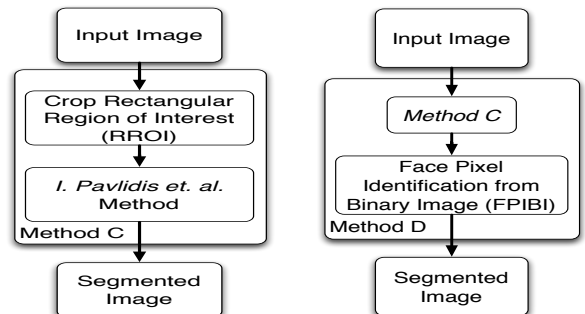 Input Image
Crop Rectangular
Region of Interest
(RROI)
I. Pavlidis et. al.
Method
Method C
Segmented
Image
Input Image
Method C
Face Pixel
Identification from
Binary Image (FPIBI)
Method D
Segmented
Image